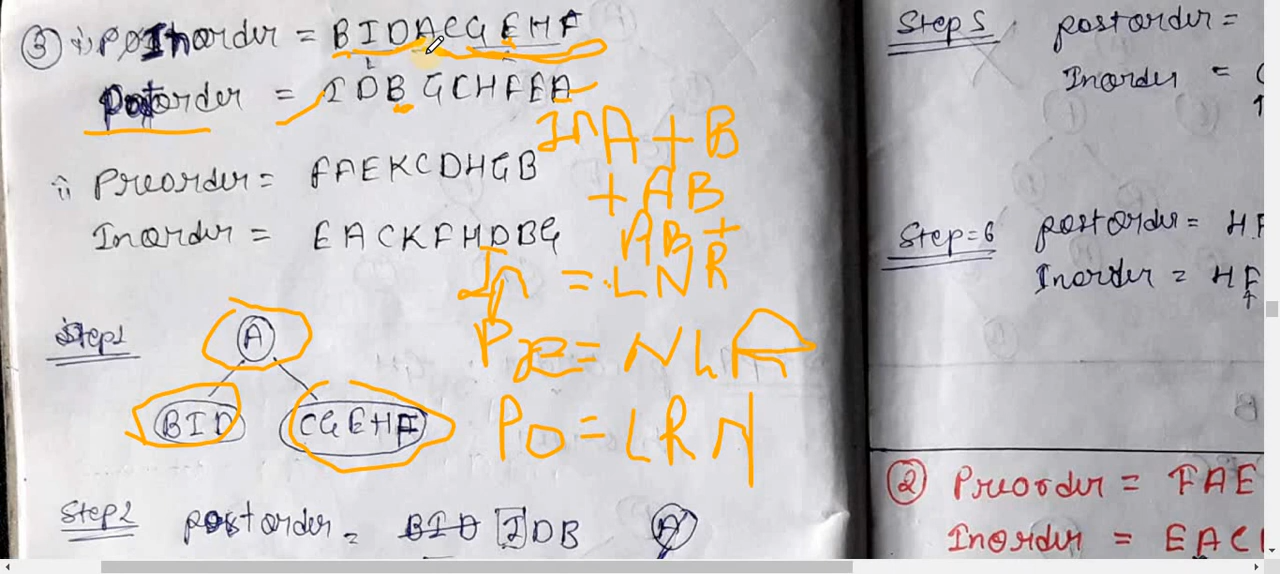 ③ i) Inorder = BIDACGEHF
Postorder = IDBGCHFEA
ii Preorder = FAEKCDHGB
Inorder = EACKFHDBG
In A + B
+ AB
AB +
In = LNR
Pre = NLR
PO = LRN
Step1
A
BID CGEHF
Step2 postorder = BID IDB A
Step 5 postorder =
Inorder =
Step=6 postorder = H
Inorder = HF
② Preorder = FAE
Inorder = EAC